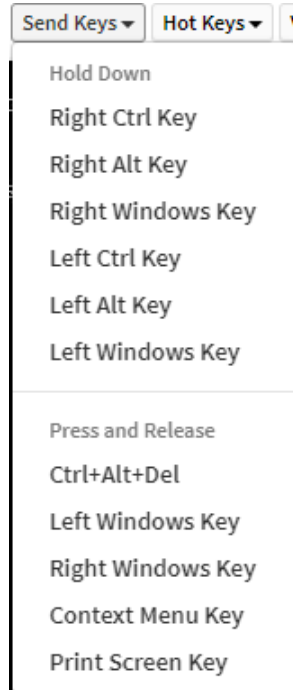 Send Keys Hot Keys
Hold Down
Right Ctrl Key
Right Alt Key
Right Windows Key
Left Ctrl Key
Left Alt Key
Left Windows Key
Press and Release
Ctrl+Alt+Del
Left Windows Key
Right Windows Key
Context Menu Key
Print Screen Key